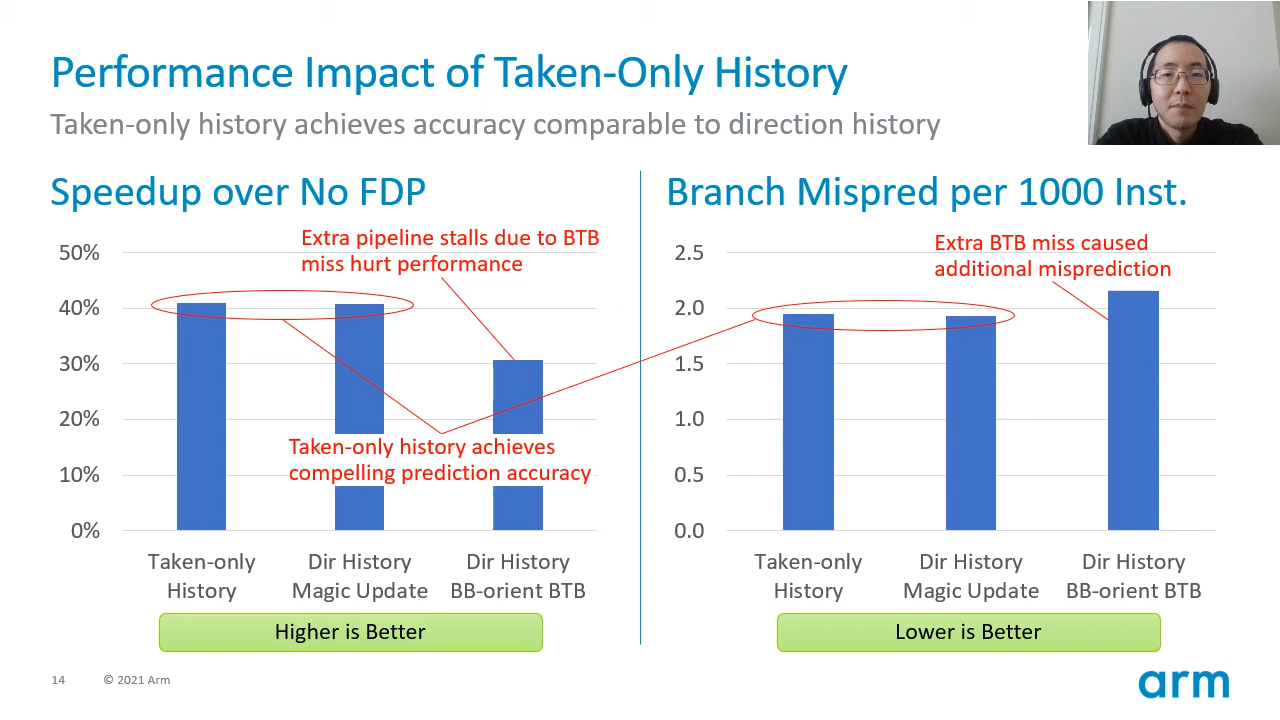 Performance Impact of Taken-Only History
Taken-only history achieves accuracy comparable to direction history
Speedup over No FDP
Extra pipeline stalls due to BTB
miss hurt performance
50%
40%
30%
20%
10%
0%
Taken-only history achieves
compelling prediction accuracy
Taken-only
History
Dir History
Magic Update
Dir History
BB-orient BTB
Higher is Better
Branch Mispred per 1000 Inst.
Extra BTB miss caused
additional misprediction
2.5
2.0
1.5
1.0
0.5
0.0
Taken-only
History
Dir History
Magic Update
Dir History
BB-orient BTB
Lower is Better
14 © 2021 Arm
arm